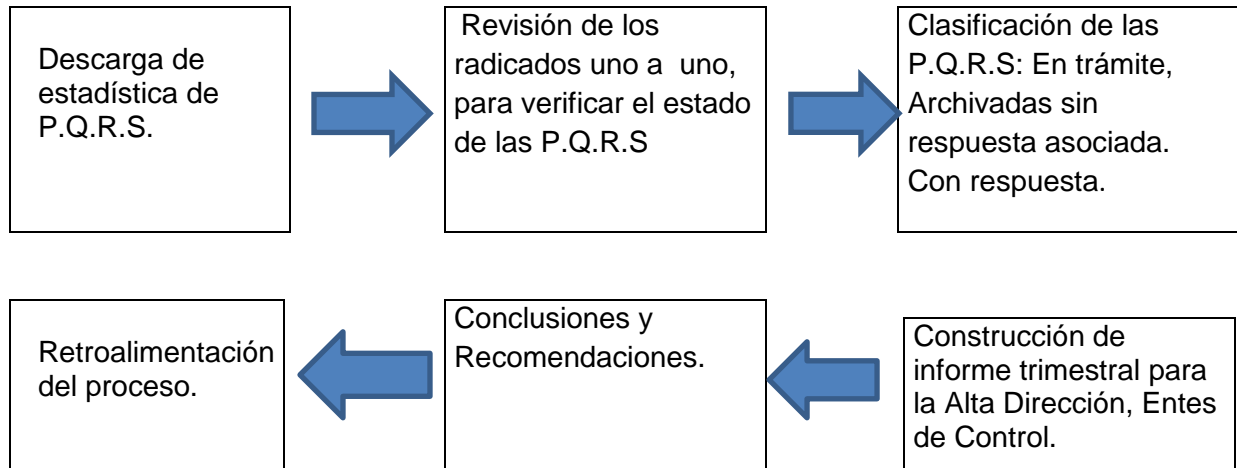 Descarga de
estadística de
P.Q.R.S.
Revisión de los
radicados uno a  uno,
para verificar el estado
de las P.Q.R.S
Clasificación de las
P.Q.R.S: En trámite,
Archivadas sin
respuesta asociada.
Con respuesta.
Construcción de
informe trimestral para
la Alta Dirección, Entes
de Control.
Conclusiones y
Recomendaciones.
Retroalimentación
del proceso.